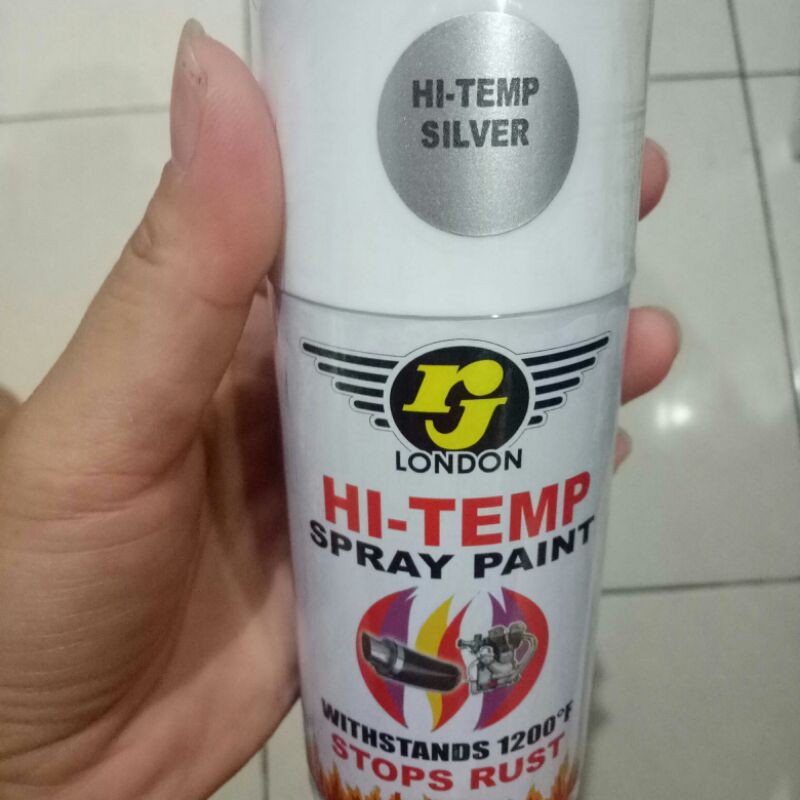 HI-TEMP
SILVER
rj
LONDON
HI-TEMP
SPRAY PAINT
WITHSTANDS 1200°F
STOPS RUST